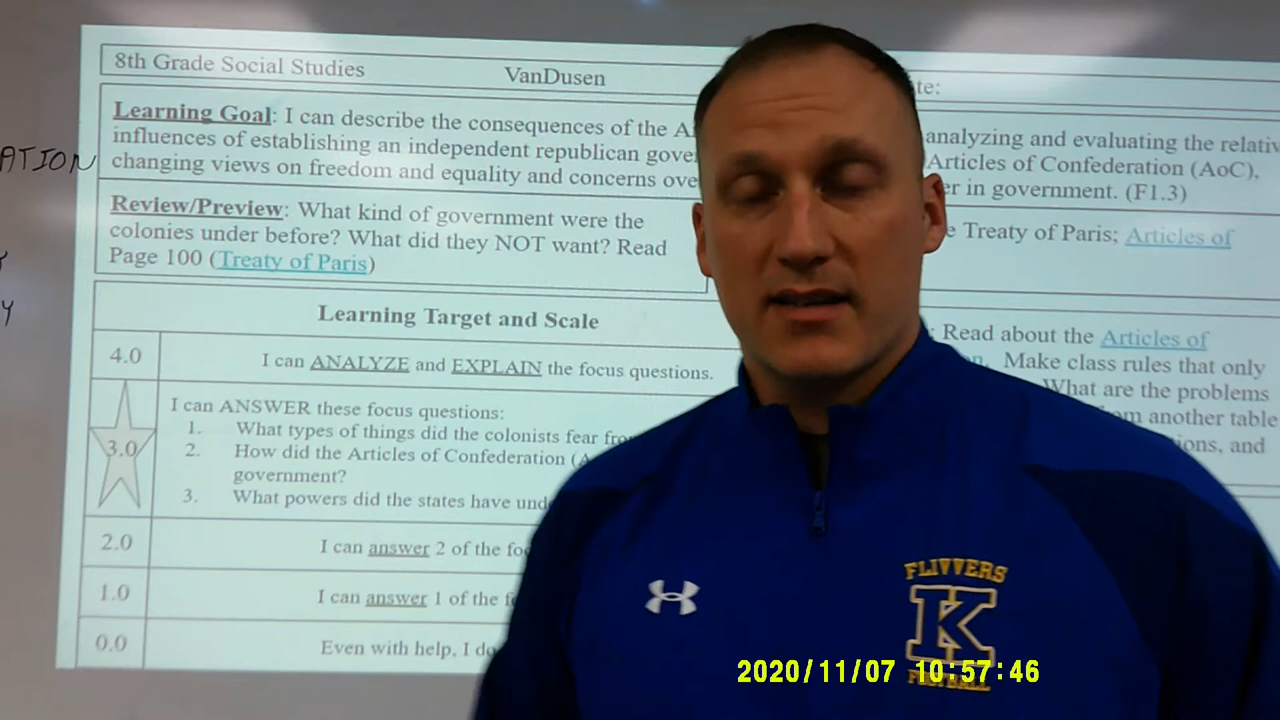 8th Grade Social Studies VanDusen te:
Learning Goal: I can describe the consequences of the A analyzing and evaluating the relativ
influences of establishing an independent republican gove Articles of Confederation (AoC),
changing views on freedom and equality and concerns ove er in government. (F1.3)
ATION
Review/Preview: What kind of government were the
colonies under before? What did they NOT want? Read
Page 100 (Treaty of Paris)
e Treaty of Paris; Articles of
Y
Learning Target and Scale
4.0 I can ANALYZE and EXPLAIN the focus questions.
3.0
I can ANSWER these focus questions:
1. What types of things did the colonists fear fro
2. How did the Articles of Confederation (A
government?
3. What powers did the states have und
2.0 I can answer 2 of the fo
1.0 I can answer 1 of the f
0.0 Even with help, I do
: Read about the Articles of
on. Make class rules that only
What are the problems
om another table
ions, and
FLIVVERS
K
FOOTBALL
2020/11/07 10:57:46